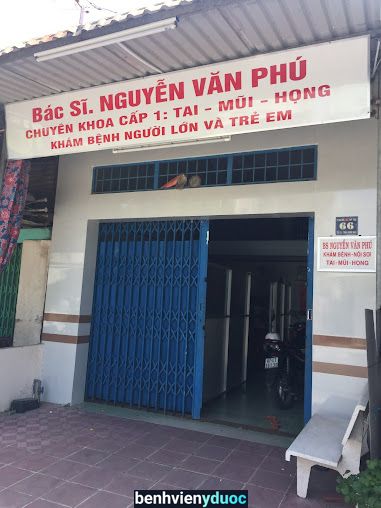 Bác Sĩ. NGUYỄN VĂN PHÚ
CHUYÊN KHOA CẤP 1: TAI - MŨI - HỌNG
KHÁM BỆNH NGƯỜI LỚN VÀ TRẺ EM
66
BS NGUYỄN VĂN PHÚ
KHÁM BỆNH - NỘI SOI
TAI - MŨI - HỌNG
benhvienyduoc